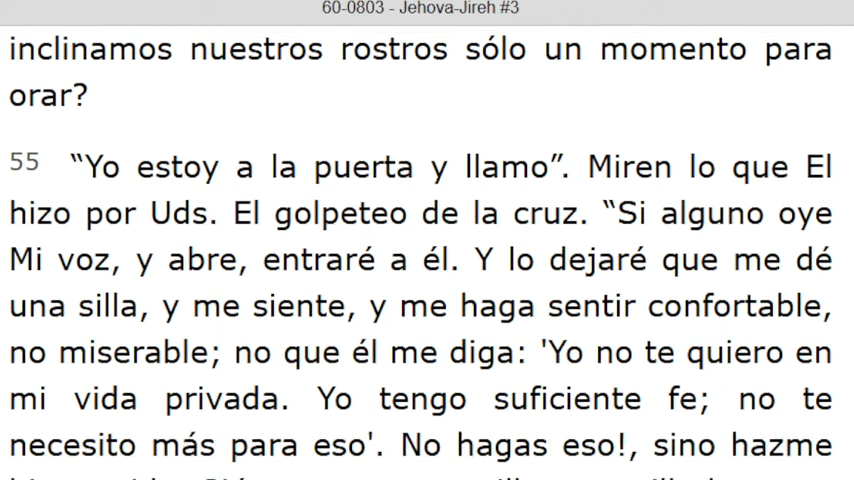 60-0803 - Jehova-Jireh #3
inclinamos nuestros rostros sólo un momento para
orar?
55 “Yo estoy a la puerta y llamo”. Miren lo que El
hizo por Uds. El golpeteo de la cruz. “Si alguno oye
Mi voz, y abre, entraré a él. Y lo dejaré que me dé
una silla, y me siente, y me haga sentir confortable,
no miserable; no que él me diga: 'Yo no te quiero en
mi vida privada. Yo tengo suficiente fe; no te
necesito más para eso'. No hagas eso!, sino hazme